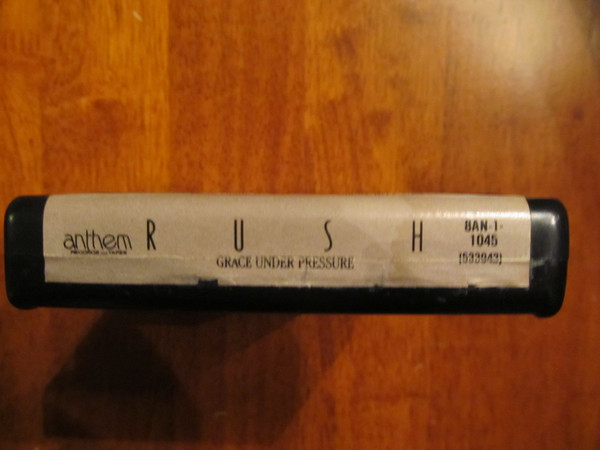 anthem
R U S H
GRACE UNDER PRESSURE
8AN-1-
1045
(533943)